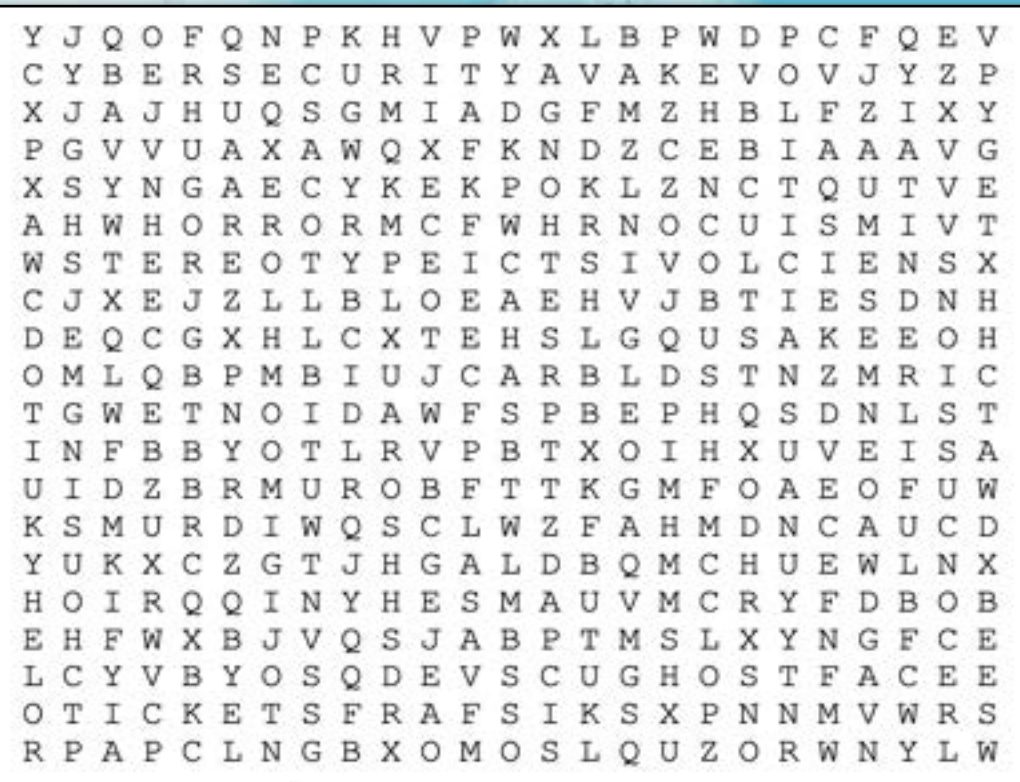 Y J Q O F Q N P K H V P W X L B P W D P C F Q E V
C Y B E R S E C U R I T Y A V A K E V O V J Y Z P
X J A J H U Q S G M I A D G F M Z H B L F Z I X Y
P G V V U A X A W Q X F K N D Z C E B I A A A V G
X S Y N G A E C Y K E K P O K L Z N C T Q U T V E
A H W H O R R O R M C F W H R N O C U I S M I V T
W S T E R E O T Y P E I C T S I V O L C I E N S X
C J X E J Z L L B L O E A E H V J B T I E S D N H
D E Q C G X H L C X T E H S L G Q U S A K E E O H
O M L Q B P M B I U J C A R B L D S T N Z M R I C
T G W E T N O I D A W F S P B E P H Q S D N L S T
I N F B B Y O T L R V P B T X O I H X U V E I S A
U I D Z B R M U R O B F T T K G M F O A E O F U W
K S M U R D I W Q S C L W Z F A H M D N C A U C D
Y U K X C Z G T J H G A L D B Q M C H U E W L N X
H O I R Q Q I N Y H E S M A U V M C R Y F D B O B
E H F W X B J V Q S J A B P T M S L X Y N G F C E
L C Y V B Y O S Q D E V S C U G H O S T F A C E E
O T I C K E T S F R A F S I K S X P N N M V W R S
R P A P C L N G B X O M O S L Q U Z O R W N Y L W